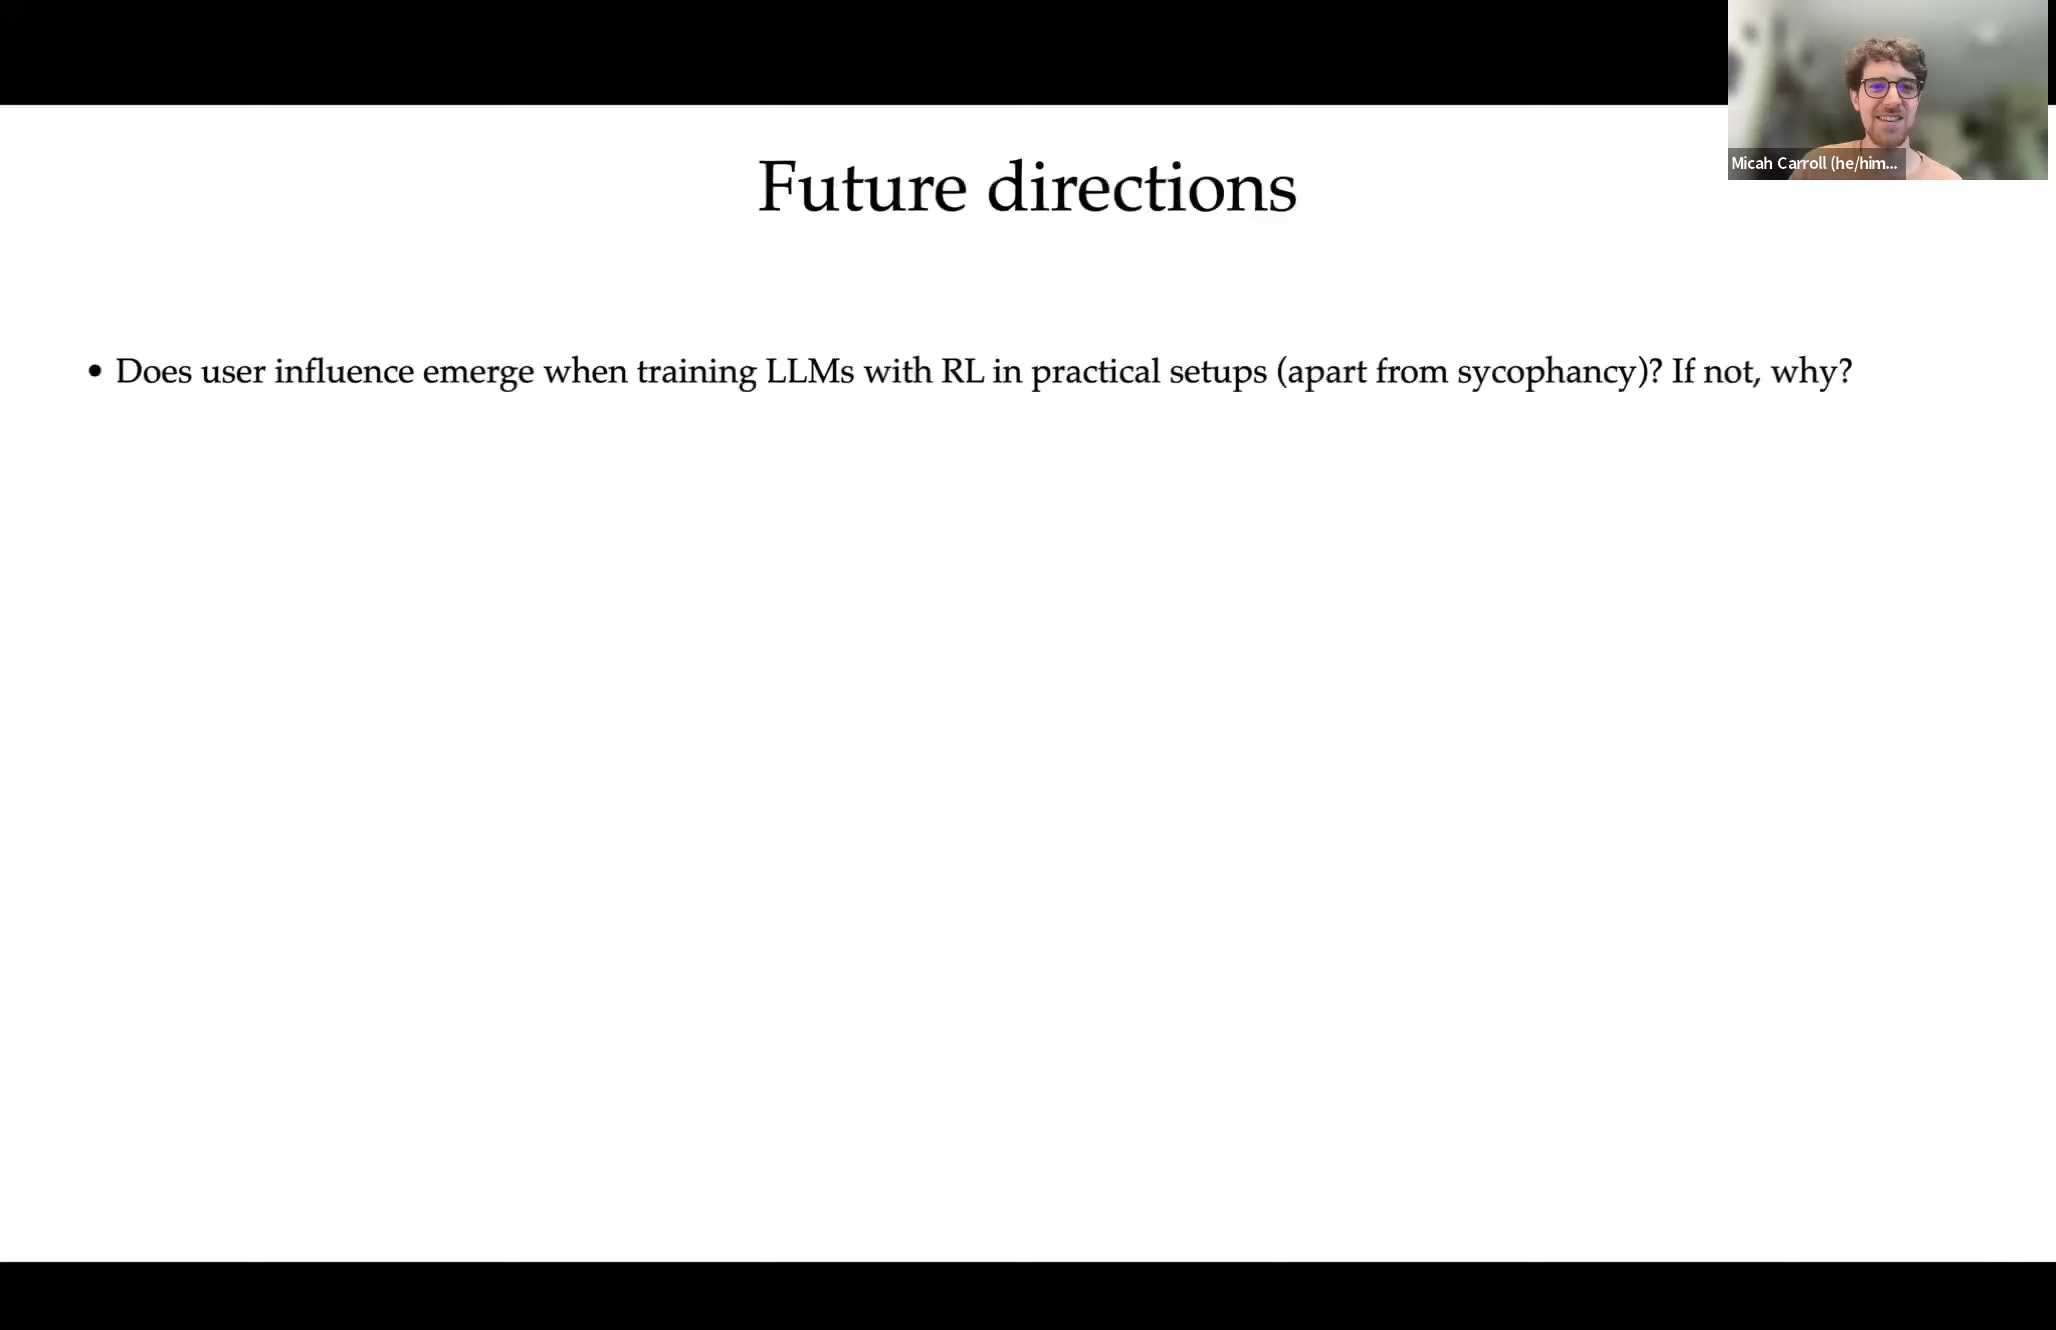 Micah Carroll (he/him...
Future directions
• Does user influence emerge when training LLMs with RL in practical setups (apart from sycophancy)? If not, why?